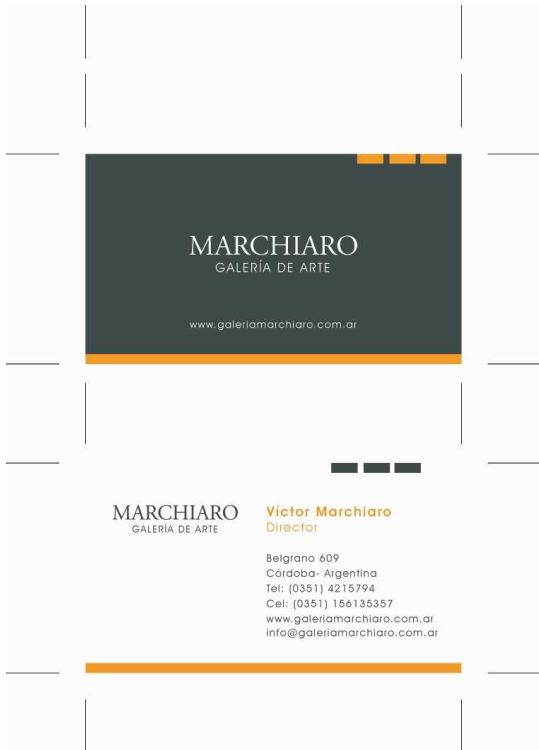 MARCHIARO
GALERÍA DE ARTE
www.galeriamarchiaro.com.ar
MARCHIARO
GALERÍA DE ARTE
Víctor Marchiaro
Director
Belgrano 609
Córdoba- Argentina
Tel: (0351) 4215794
Cel: (0351) 156135357
www.galeriamarchiaro.com.ar
info@galeriamarchiaro.com.ar